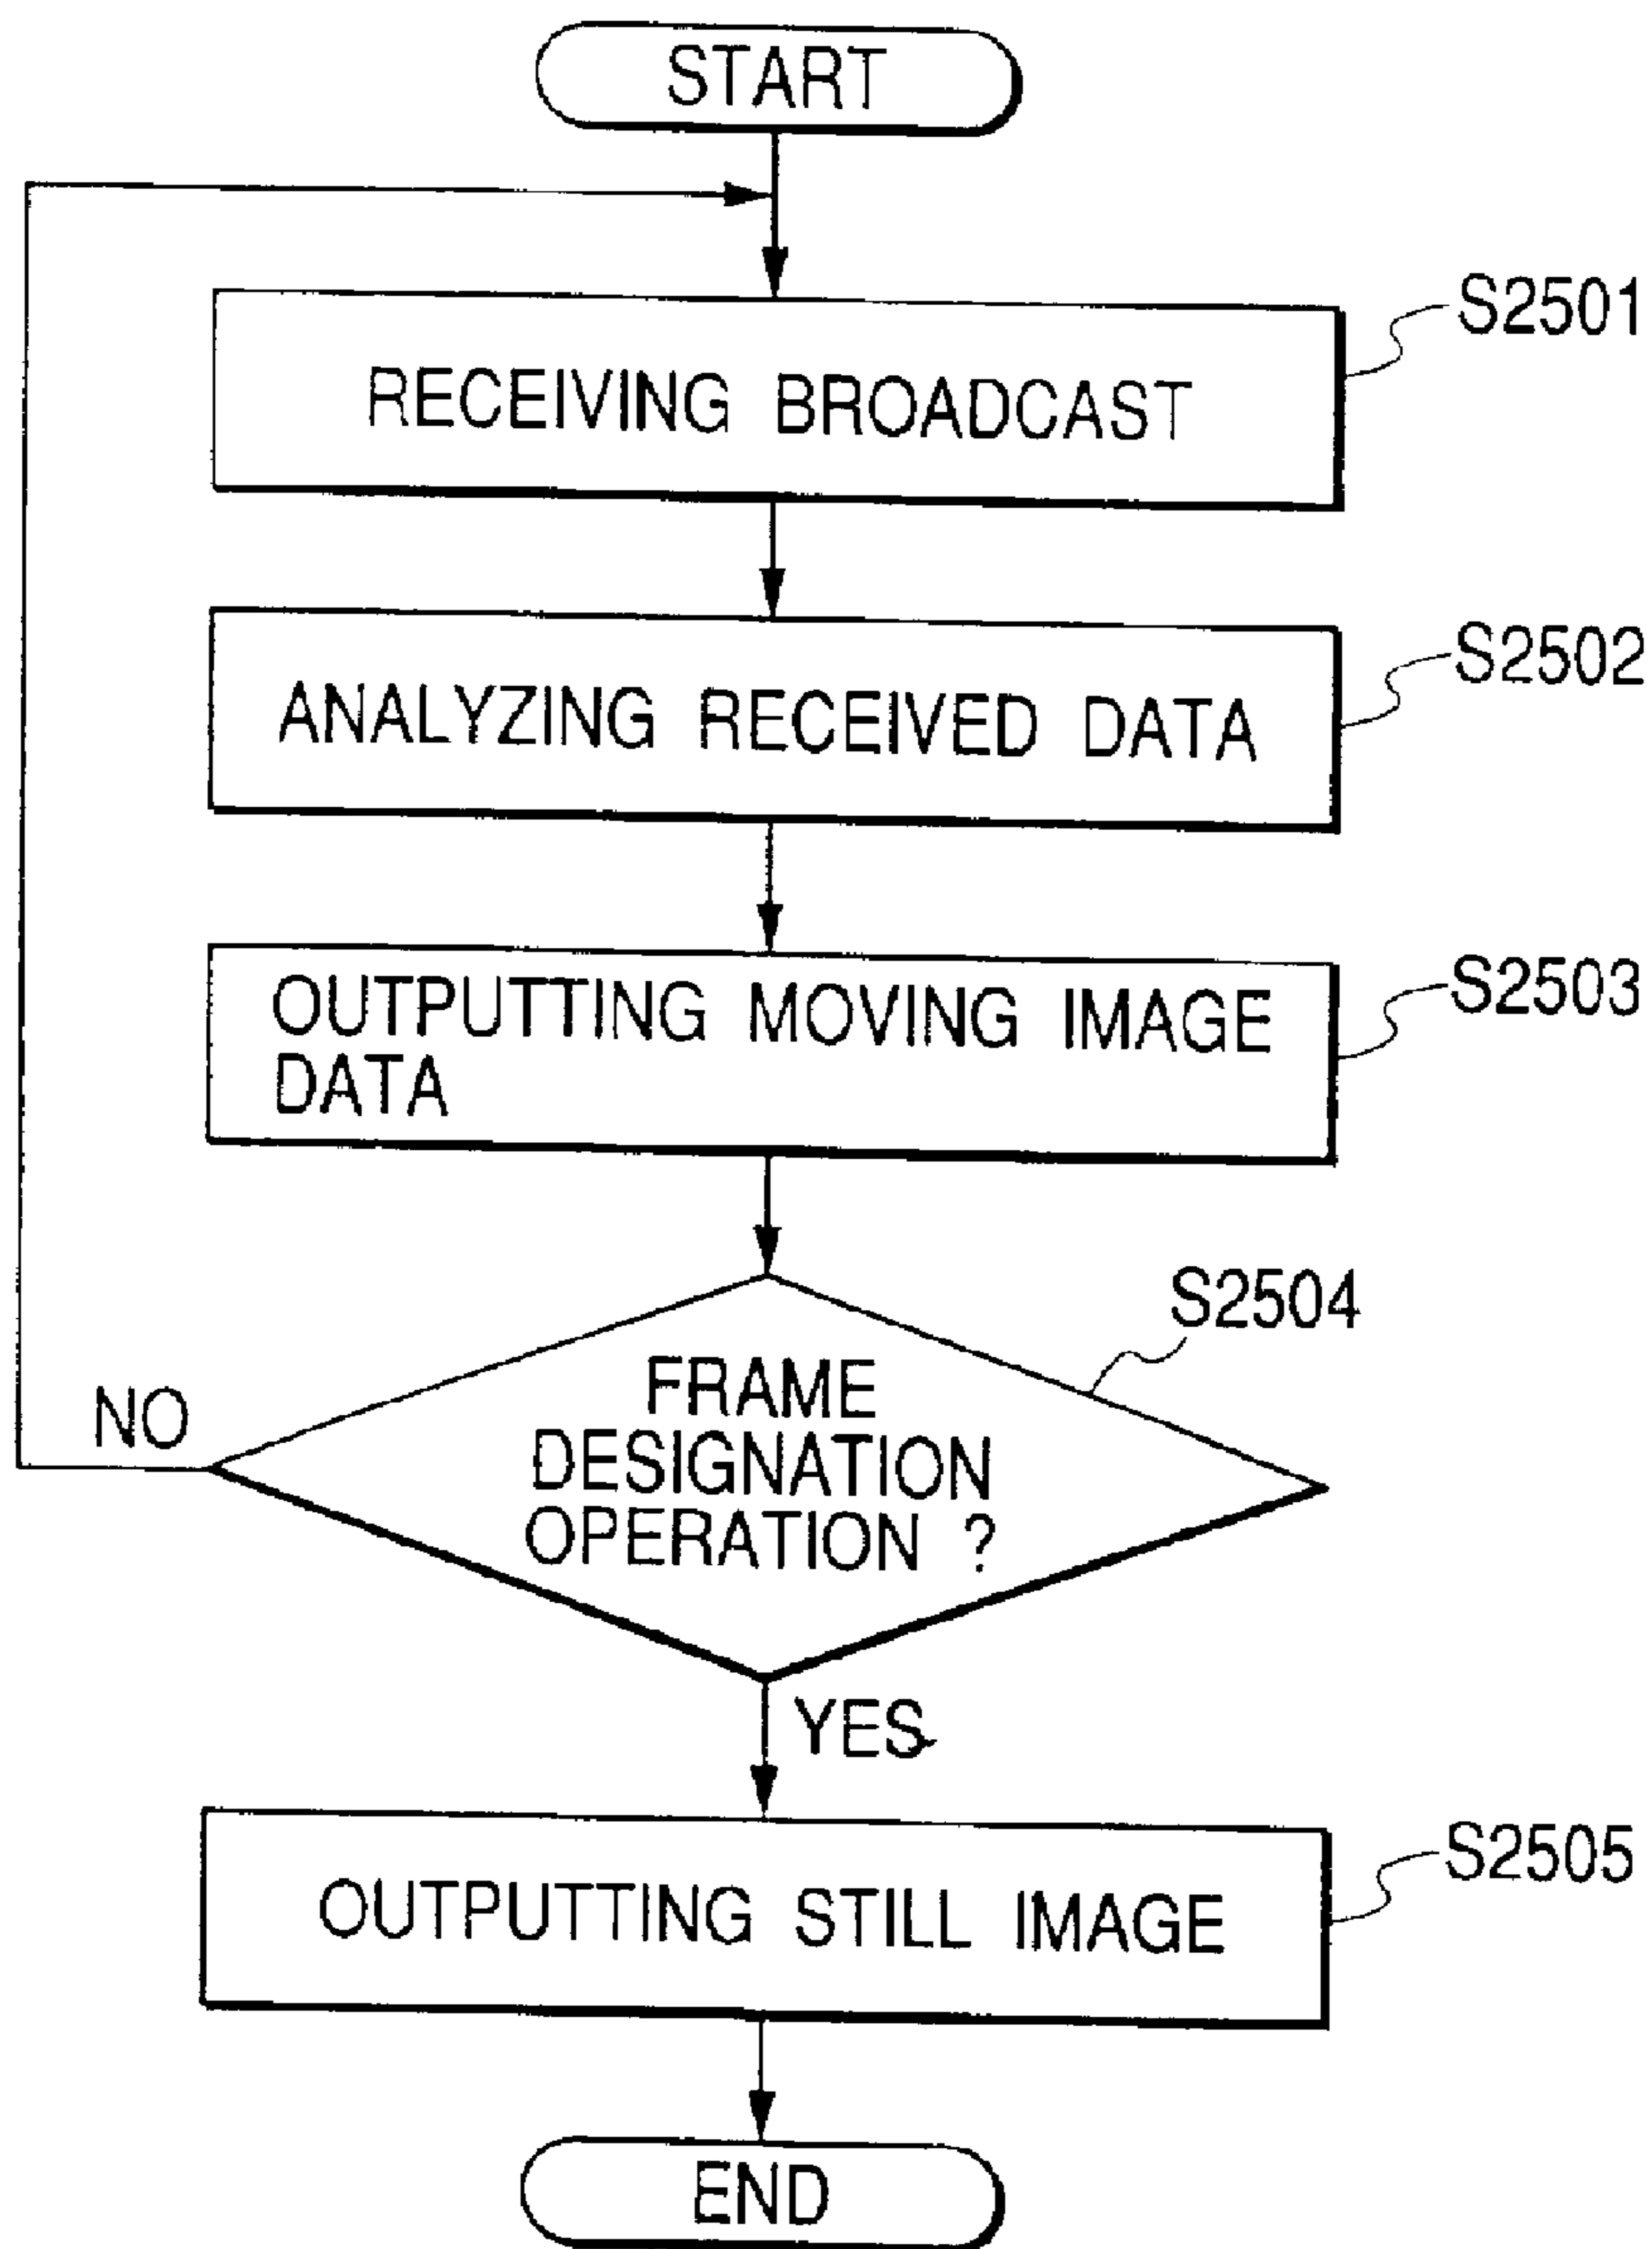 START
S2501
RECEIVING BROADCAST
S2502
ANALYZING RECEIVED DATA
S2503
OUTPUTTING MOVING IMAGE
DATA
S2504
FRAME
DESIGNATION
OPERATION ?
NO
YES
S2505
OUTPUTTING STILL IMAGE
END